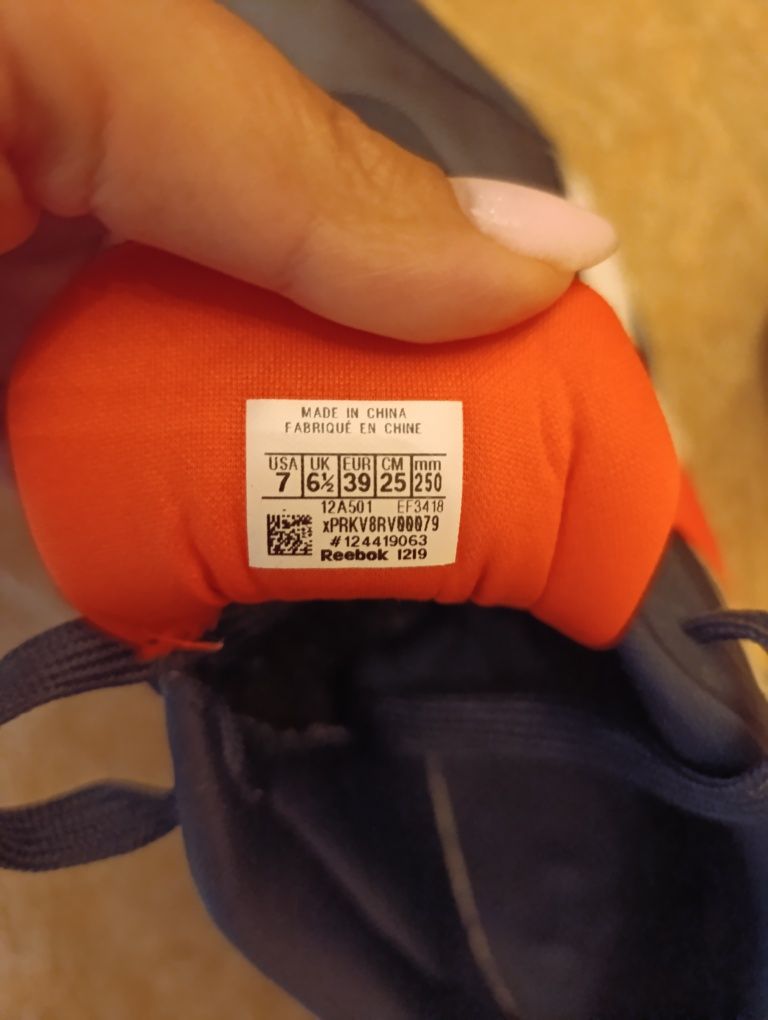 MADE IN CHINA
FABRIQUÉ EN CHINE
USA UK EUR CM mm
7 6½ 39 25 250
12A501 EF3418
xPRKV8RV00079
#124419063
Reebok 1219